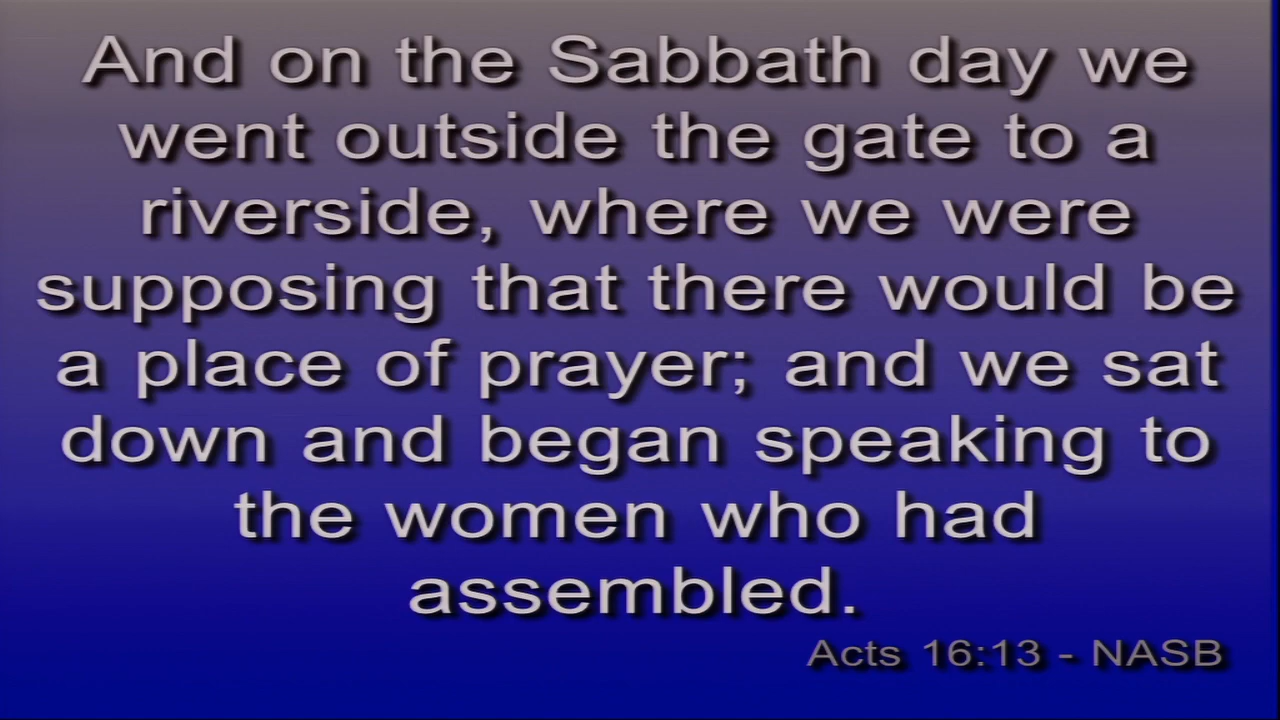 And on the Sabbath day we
went outside the gate to a
riverside, where we were
supposing that there would be
a place of prayer; and we sat
down and began speaking to
the women who had
assembled.
Acts 16:13 - NASB